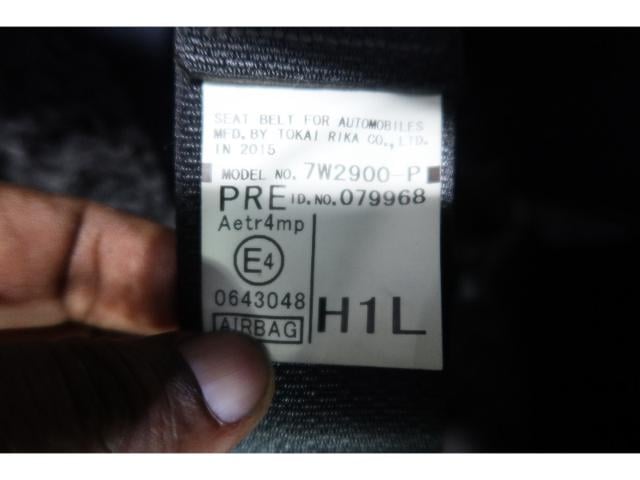 SEAT BELT FOR AUTOMOBILES
MFD. BY TOKAI RIKA CO., LTD.
IN 2015
MODEL NO. 7W2900-P
PRE ID.NO. 079968
Aetr4mp
E4
0643048
AIRBAG
H1L